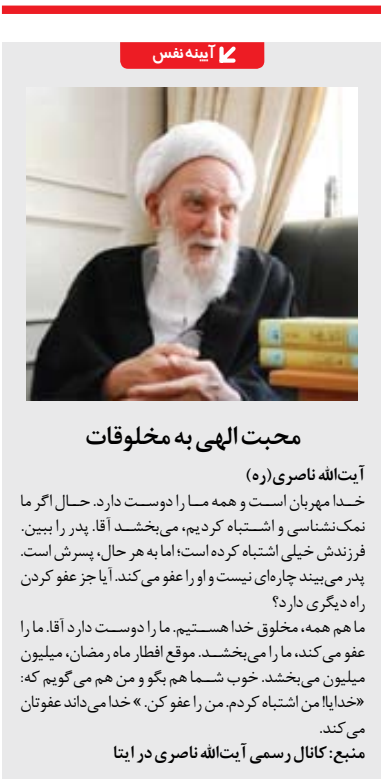 آیینه نفس
محبت الهی به مخلوقات
آیت‌الله ناصری(ره)
خدا مهربان است و همه ما را دوست دارد. حال اگر ما
نمک‌نشناسی و اشتباه کردیم، می‌بخشد آقا. پدر را ببین.
فرزندش خیلی اشتباه کرده است؛ اما به هر حال، پسرش است.
پدر می‌بیند چاره‌ای نیست و او را عفو می‌کند. آیا جز عفو کردن
راه دیگری دارد؟
ما هم همه، مخلوق خدا هستیم. ما را دوست دارد آقا. ما را
عفو می‌کند، ما را می‌بخشد. موقع افطار ماه رمضان، میلیون
میلیون می‌بخشد. خوب شما هم بگو و من هم می‌گویم که:
«خدایا! من اشتباه کردم. من را عفو کن.» خدا می‌داند عفوتان
می‌کند.
منبع: کانال رسمی آیت‌الله ناصری در ایتا